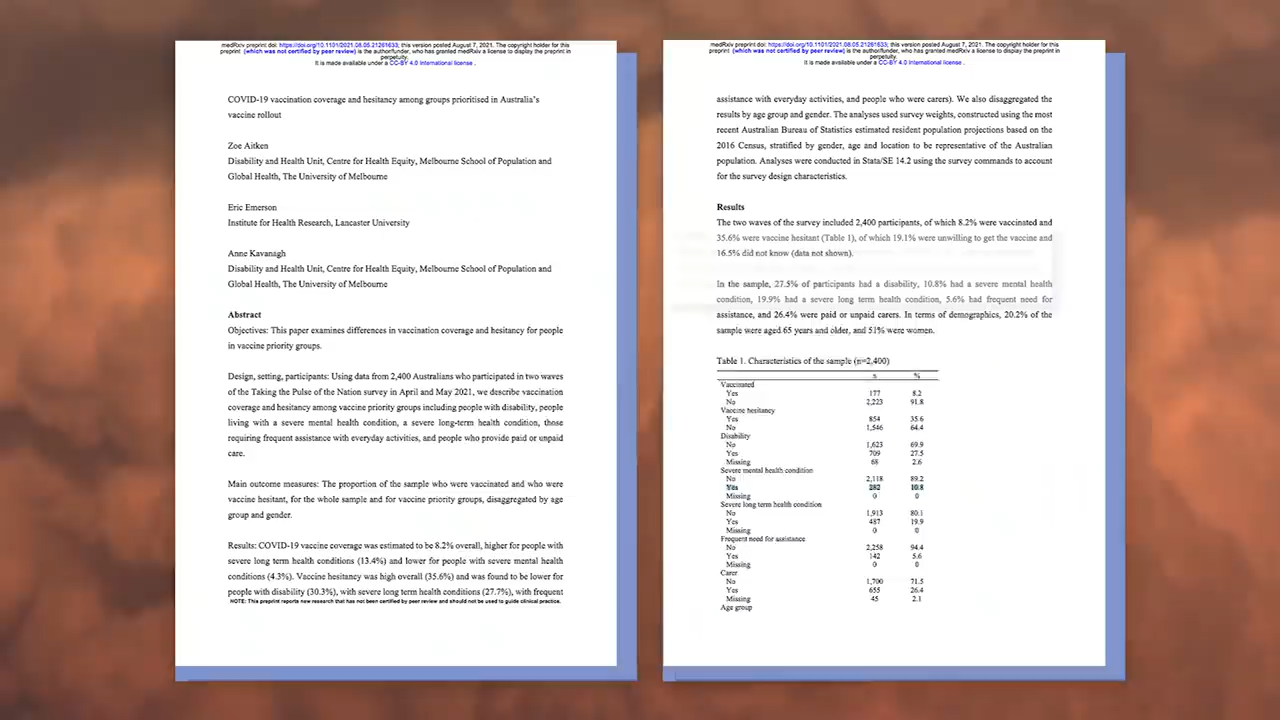 medRxiv preprint doi: https://doi.org/10.1101/2021.08.05.21261633; this version posted August 7, 2021. The copyright holder for this
preprint (which was not certified by peer review) is the author/funder, who has granted medRxiv a license to display the preprint in
perpetuity.
It is made available under a CC-BY 4.0 International license .
COVID-19 vaccination coverage and hesitancy among groups prioritised in Australia's
vaccine rollout
Zoe Aitken
Disability and Health Unit, Centre for Health Equity, Melbourne School of Population and
Global Health, The University of Melbourne
Eric Emerson
Institute for Health Research, Lancaster University
Anne Kavanagh
Disability and Health Unit, Centre for Health Equity, Melbourne School of Population and
Global Health, The University of Melbourne
Abstract
Objectives: This paper examines differences in vaccination coverage and hesitancy for people
in vaccine priority groups.
Design, setting, participants: Using data from 2,400 Australians who participated in two waves
of the Taking the Pulse of the Nation survey in April and May 2021, we describe vaccination
coverage and hesitancy among vaccine priority groups including people with disability, people
living with a severe mental health condition, a severe long-term health condition, those
requiring frequent assistance with everyday activities, and people who provide paid or unpaid
care.
Main outcome measures: The proportion of the sample who were vaccinated and who were
vaccine hesitant, for the whole sample and for vaccine priority groups, disaggregated by age
group and gender.
Results: COVID-19 vaccine coverage was estimated to be 8.2% overall, higher for people with
severe long term health conditions (13.4%) and lower for people with severe mental health
conditions (4.3%). Vaccine hesitancy was high overall (35.6%) and was found to be lower for
people with disability (30.3%), with severe long term health conditions (27.7%), with frequent
NOTE: This preprint reports new research that has not been certified by peer review and should not be used to guide clinical practice.
medRxiv preprint doi: https://doi.org/10.1101/2021.08.05.21261633; this version posted August 7, 2021. The copyright holder for this
preprint (which was not certified by peer review) is the author/funder, who has granted medRxiv a license to display the preprint in
perpetuity.
It is made available under a CC-BY 4.0 International license .
assistance with everyday activities, and people who were carers). We also disaggregated the
results by age group and gender. The analyses used survey weights, constructed using the most
recent Australian Bureau of Statistics estimated resident population projections based on the
2016 Census, stratified by gender, age and location to be representative of the Australian
population. Analyses were conducted in Stata/SE 14.2 using the survey commands to account
for the survey design characteristics.
Results
The two waves of the survey included 2,400 participants, of which 8.2% were vaccinated and
35.6% were vaccine hesitant (Table 1), of which 19.1% were unwilling to get the vaccine and
16.5% did not know (data not shown).
In the sample, 27.5% of participants had a disability, 10.8% had a severe mental health
condition, 19.9% had a severe long term health condition, 5.6% had frequent need for
assistance, and 26.4% were paid or unpaid carers. In terms of demographics, 20.2% of the
sample were aged 65 years and older, and 51% were women.
Table 1. Characteristics of the sample (n=2,400)
n %
Vaccinated
Yes 177 8.2
No 2,223 91.8
Vaccine hesitancy
Yes 854 35.6
No 1,546 64.4
Disability
No 1,623 69.9
Yes 709 27.5
Missing 68 2.6
Severe mental health condition
No 2,118 89.2
Yes 282 10.8
Missing 0 0
Severe long term health condition
No 1,913 80.1
Yes 487 19.9
Missing 0 0
Frequent need for assistance
No 2,258 94.4
Yes 142 5.6
Missing 0 0
Carer
No 1,700 71.5
Yes 655 26.4
Missing 45 2.1
Age group